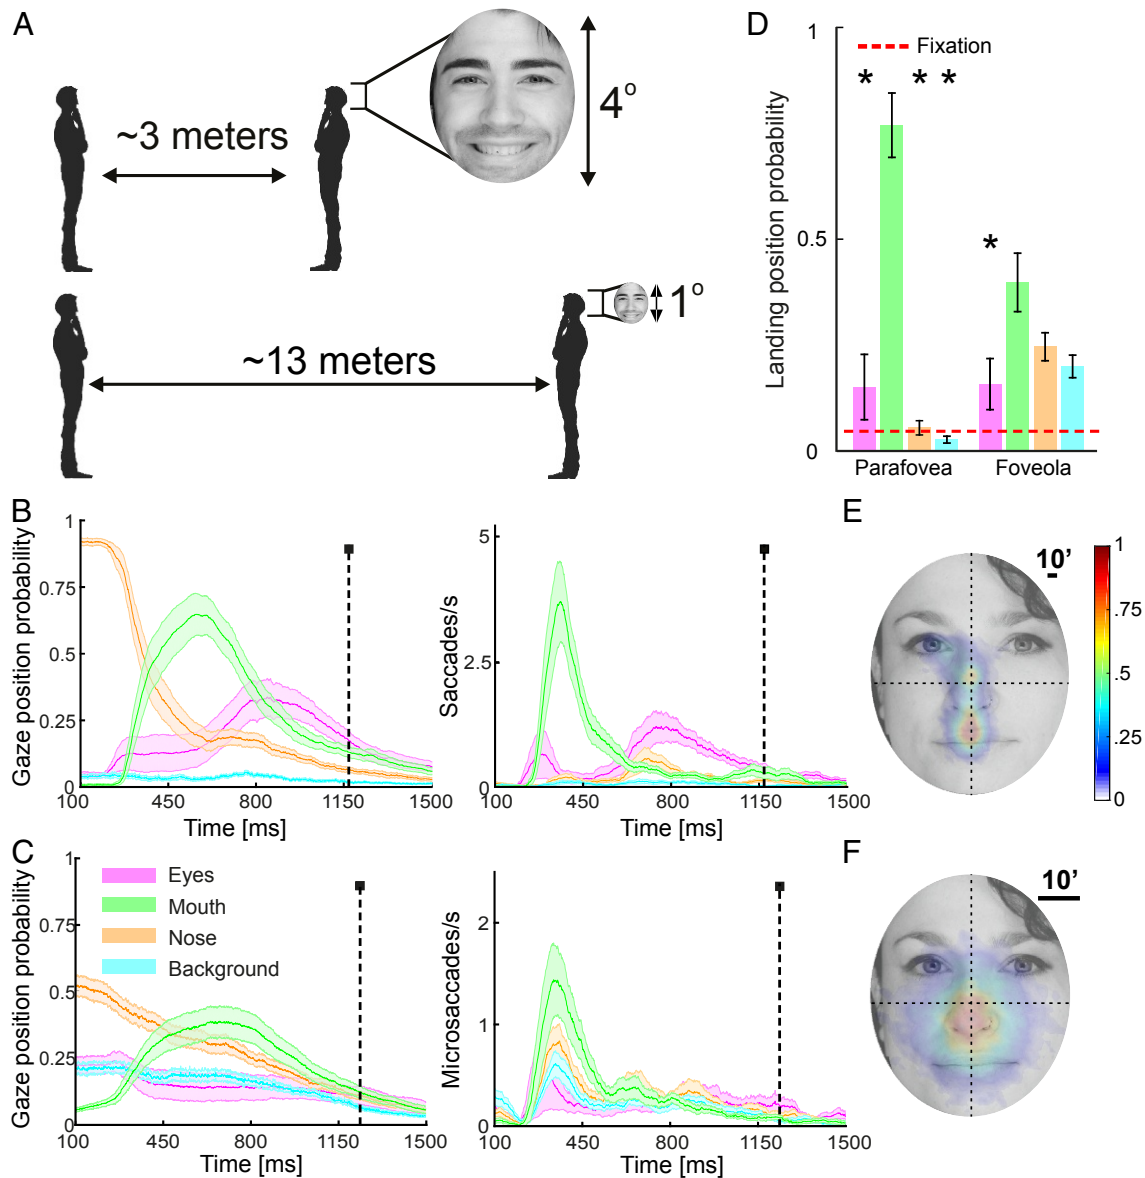 A
~3 meters
4°
~13 meters
1°
D
Landing position probability
1
0.5
0
Fixation
*
* *
*
Parafovea
Foveola
B
Gaze position probability
1
0.75
0.5
0.25
0
100
450
800
1150
1500
Time [ms]
Saccades/s
5
2.5
0
100
450
800
1150
1500
Time [ms]
E
10’
1
.75
.5
.25
0
C
Gaze position probability
1
0.75
0.5
0.25
0
Eyes
Mouth
Nose
Background
100
450
800
1150
1500
Time [ms]
Microsaccades/s
2
1
0
100
450
800
1150
1500
Time [ms]
F
10’